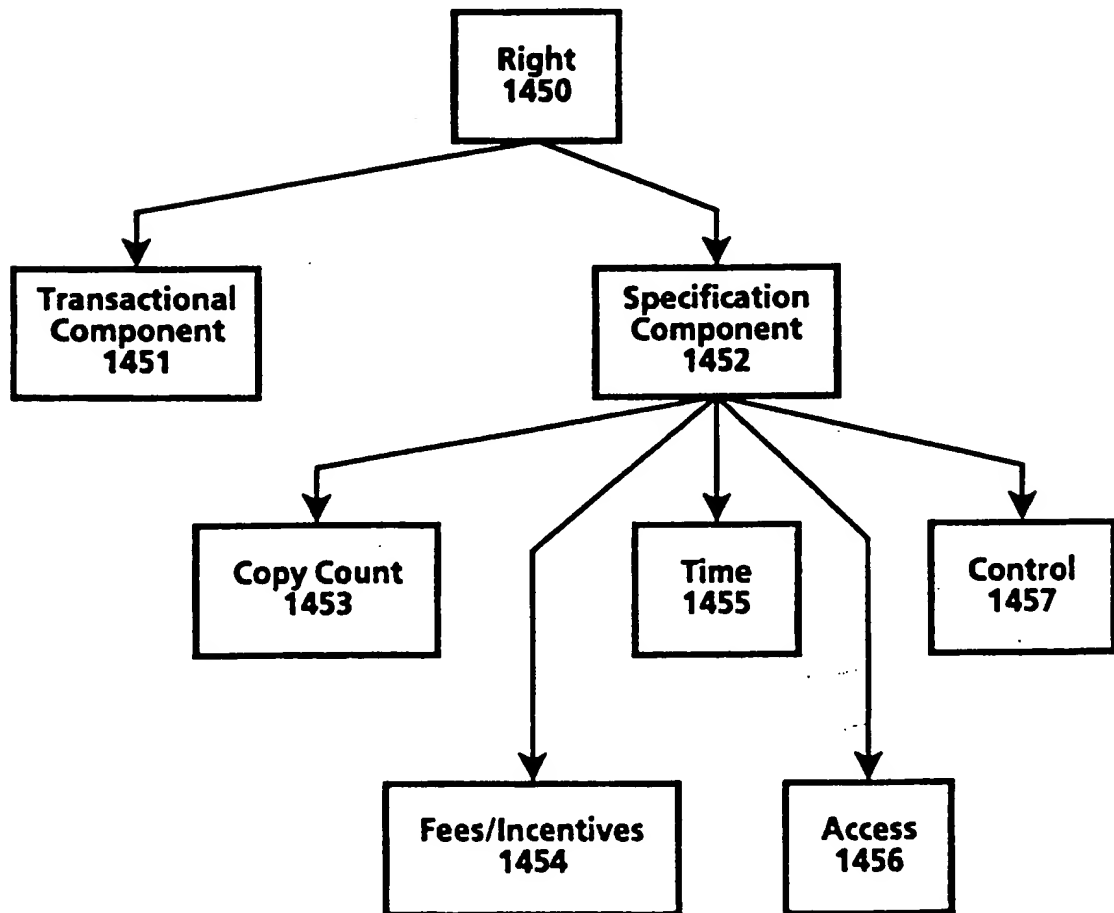 Right
1450
Transactional
Component
1451
Specification
Component
1452
Copy Count
1453
Time
1455
Control
1457
Fees/Incentives
1454
Access
1456